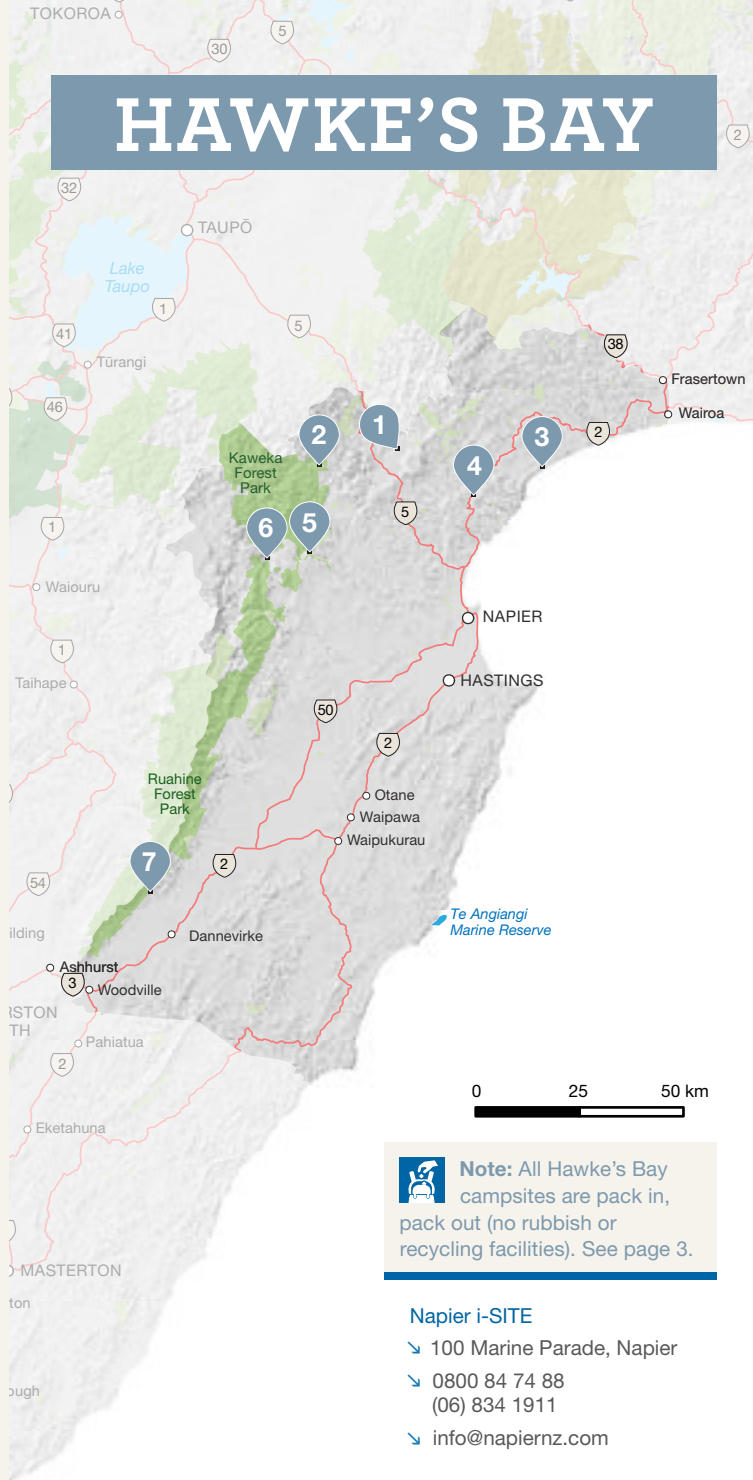 TOKOROA
5
30
HAWKE'S BAY
2
32
TAUPŌ
Lake
Taupo
1
5
41
38
Tūrangi
Frasertown
46
Wairoa
1
2
3
2
Kaweka
Forest
Park
4
5
1
6
5
Waiouru
NAPIER
1
Taihape
HASTINGS
50
2
Ruahine
Forest
Park
Otane
Waipawa
Waipukurau
7
2
54
Te Angiangi
Marine Reserve
ilding
Dannevirke
Ashhurst
3
Woodville
RSTON
TH
Pahiatua
2
0 25 50 km
Eketahuna
Note: All Hawke's Bay
campsites are pack in,
pack out (no rubbish or
recycling facilities). See page 3.
MASTERTON
ton
Napier i-SITE
↘ 100 Marine Parade, Napier
↘ 0800 84 74 88
(06) 834 1911
ough
↘ info@napiernz.com